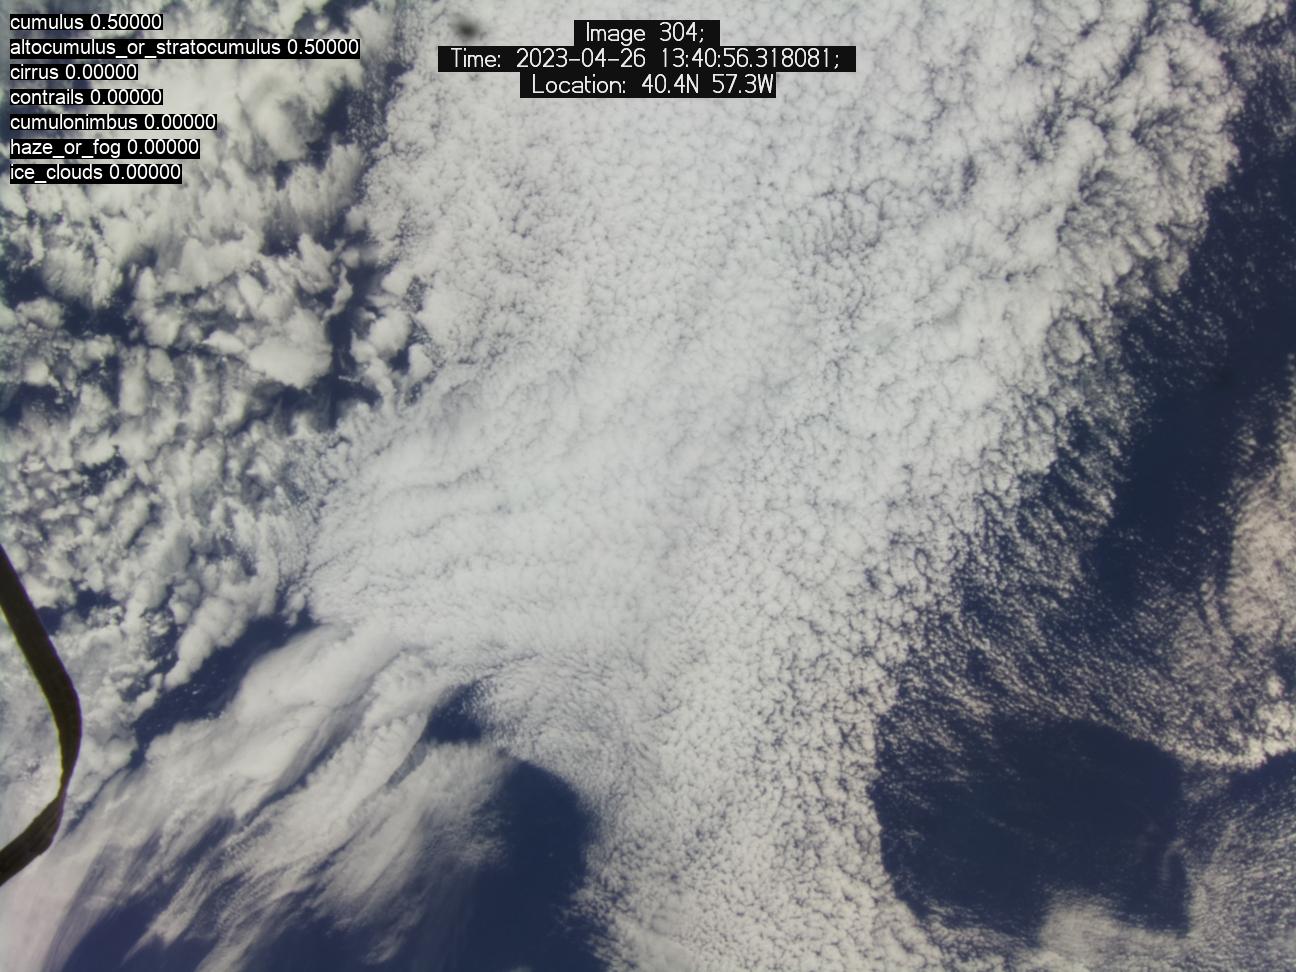 cumulus 0.50000
altocumulus_or_stratocumulus 0.50000
cirrus 0.00000
contrails 0.00000
cumulonimbus 0.00000
haze_or_fog 0.00000
ice_clouds 0.00000
Image 304;
Time: 2023-04-26 13:40:56.318081;
Location: 40.4N 57.3W